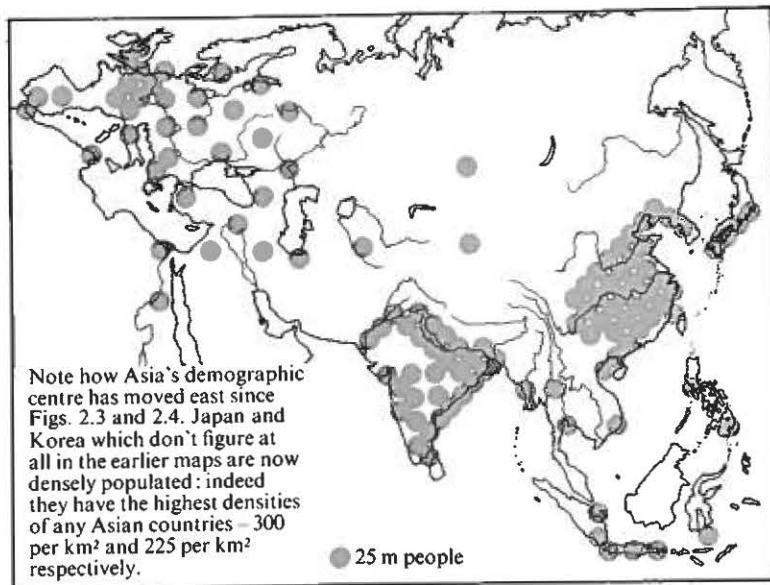 Note how Asia's demographic
centre has moved east since
Figs. 2.3 and 2.4. Japan and
Korea which don't figure at
all in the earlier maps are now
densely populated: indeed
they have the highest densities
of any Asian countries – 300
per km² and 225 per km²
respectively.
25 m people